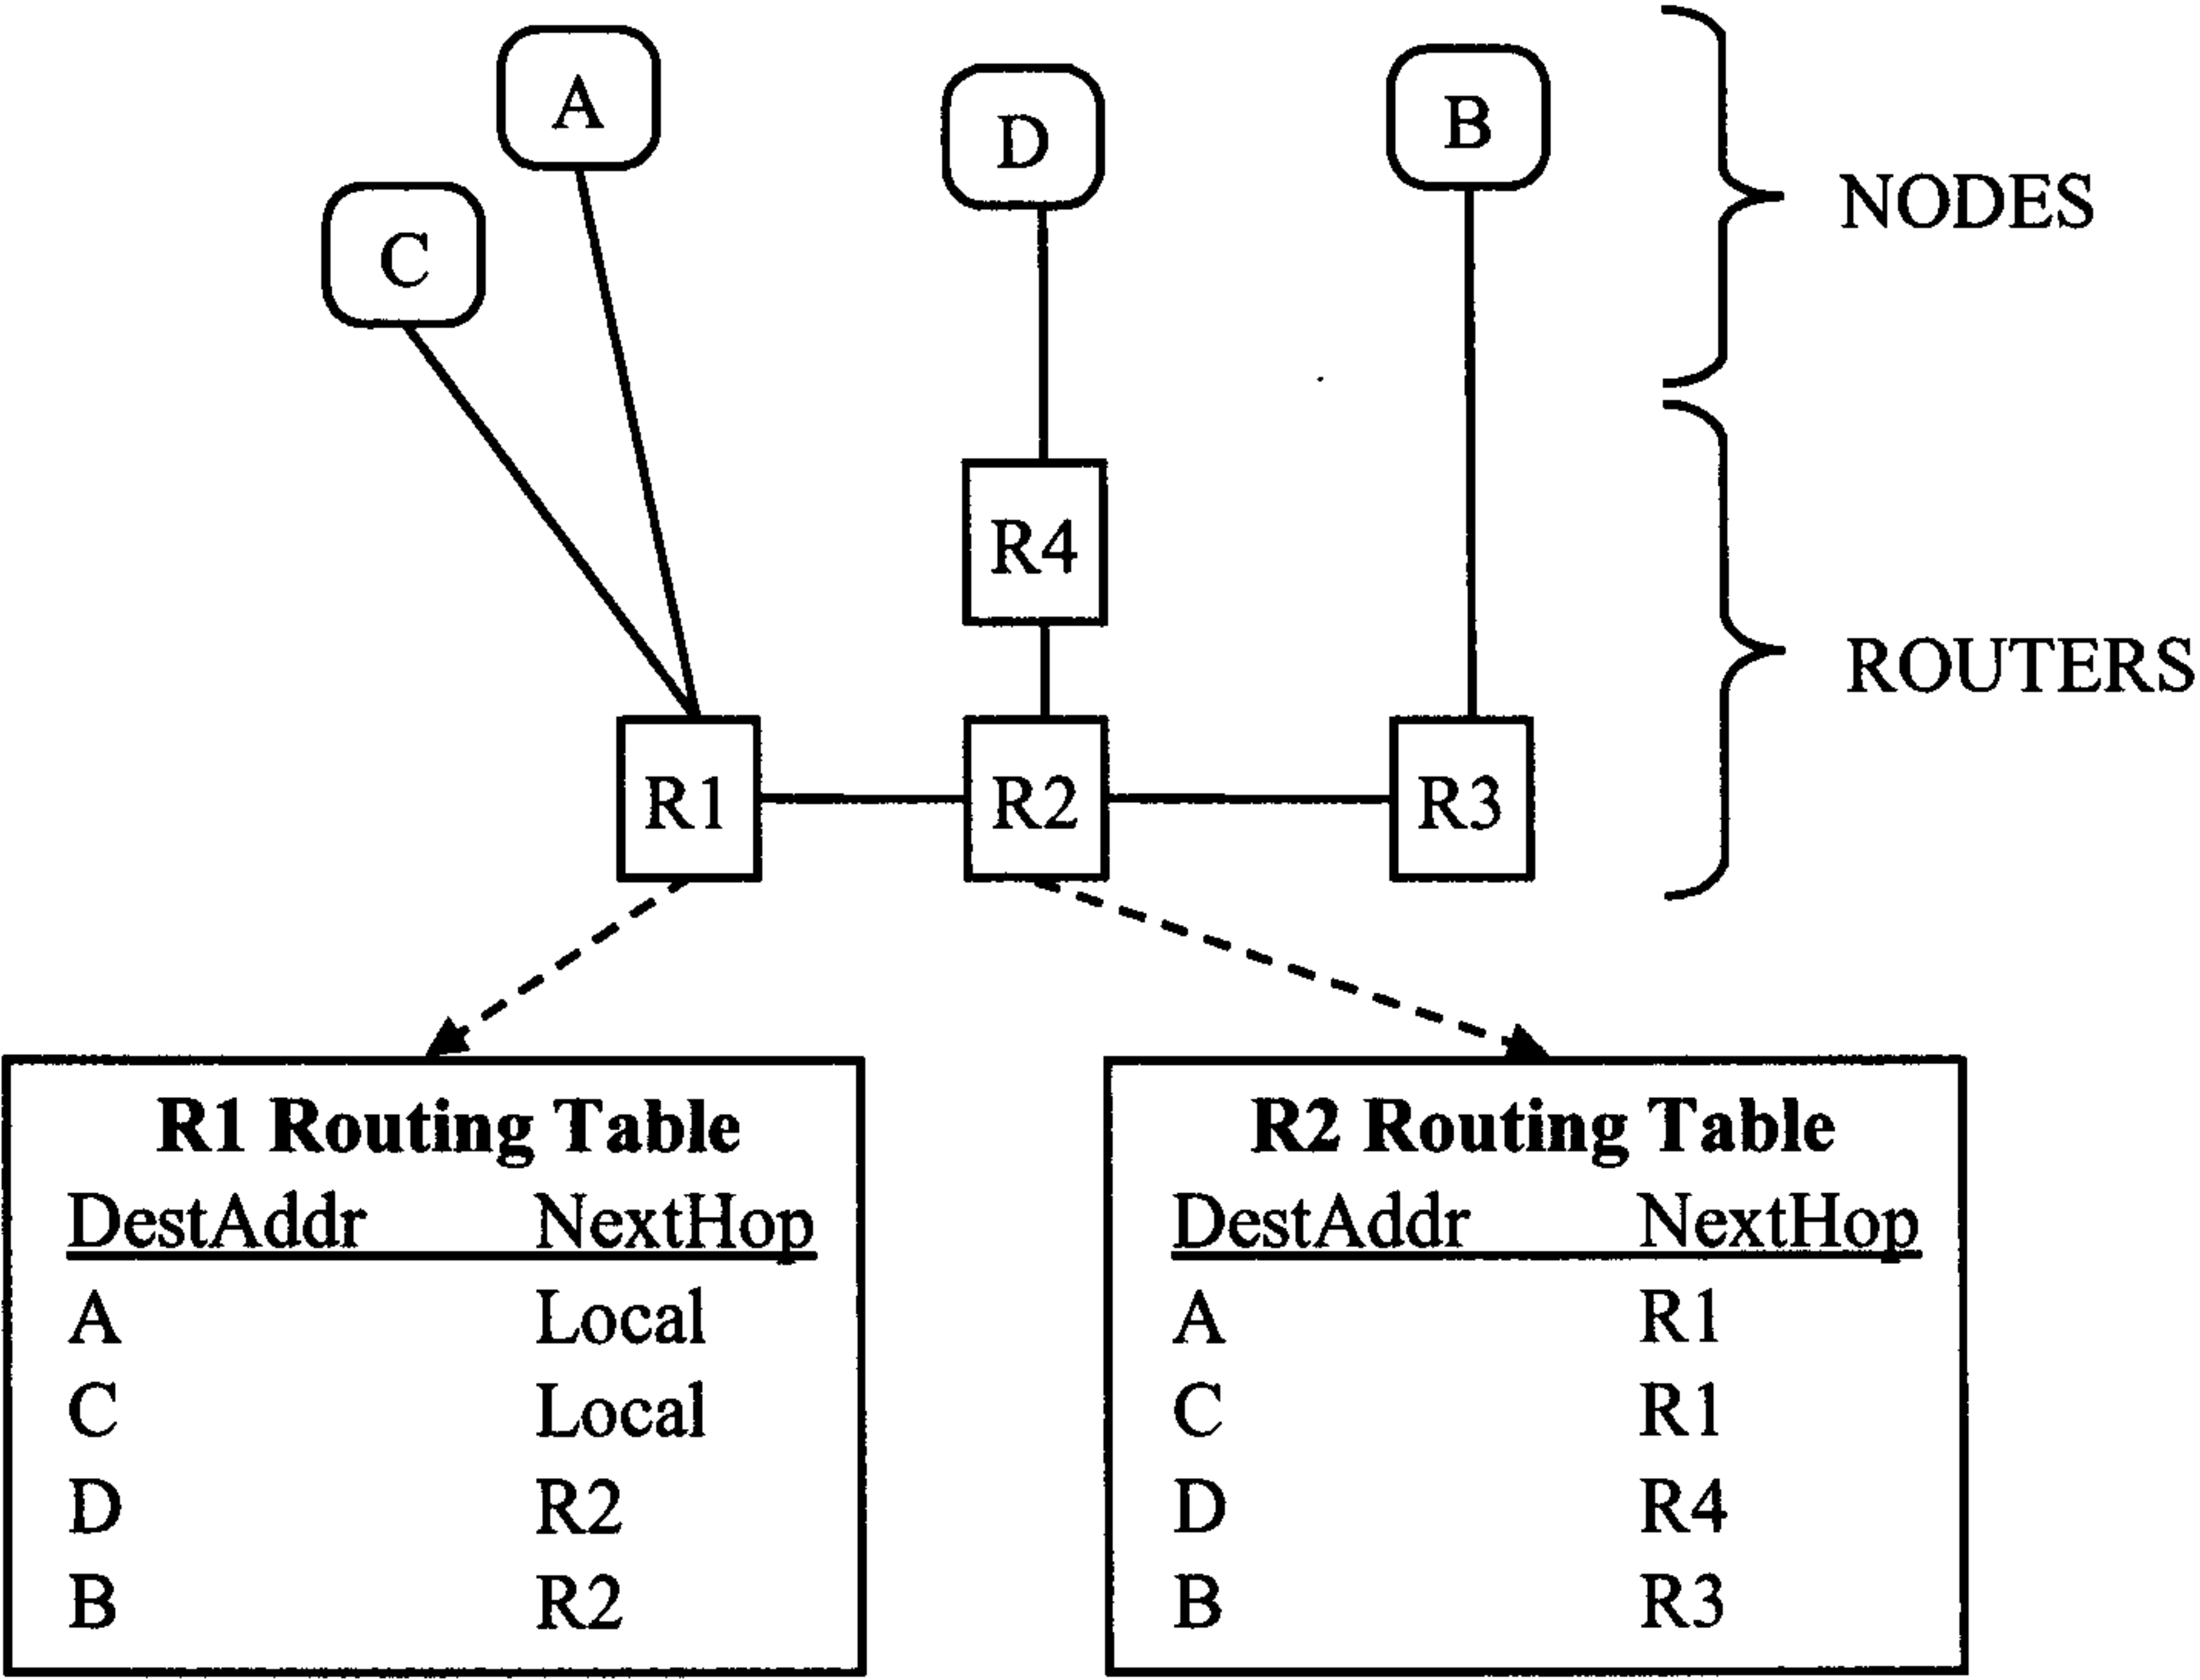 A
D
B
C
NODES
R4
ROUTERS
R1
R2
R3
R1 Routing Table
DestAddr NextHop
A Local
C Local
D R2
B R2
R2 Routing Table
DestAddr NextHop
A R1
C R1
D R4
B R3